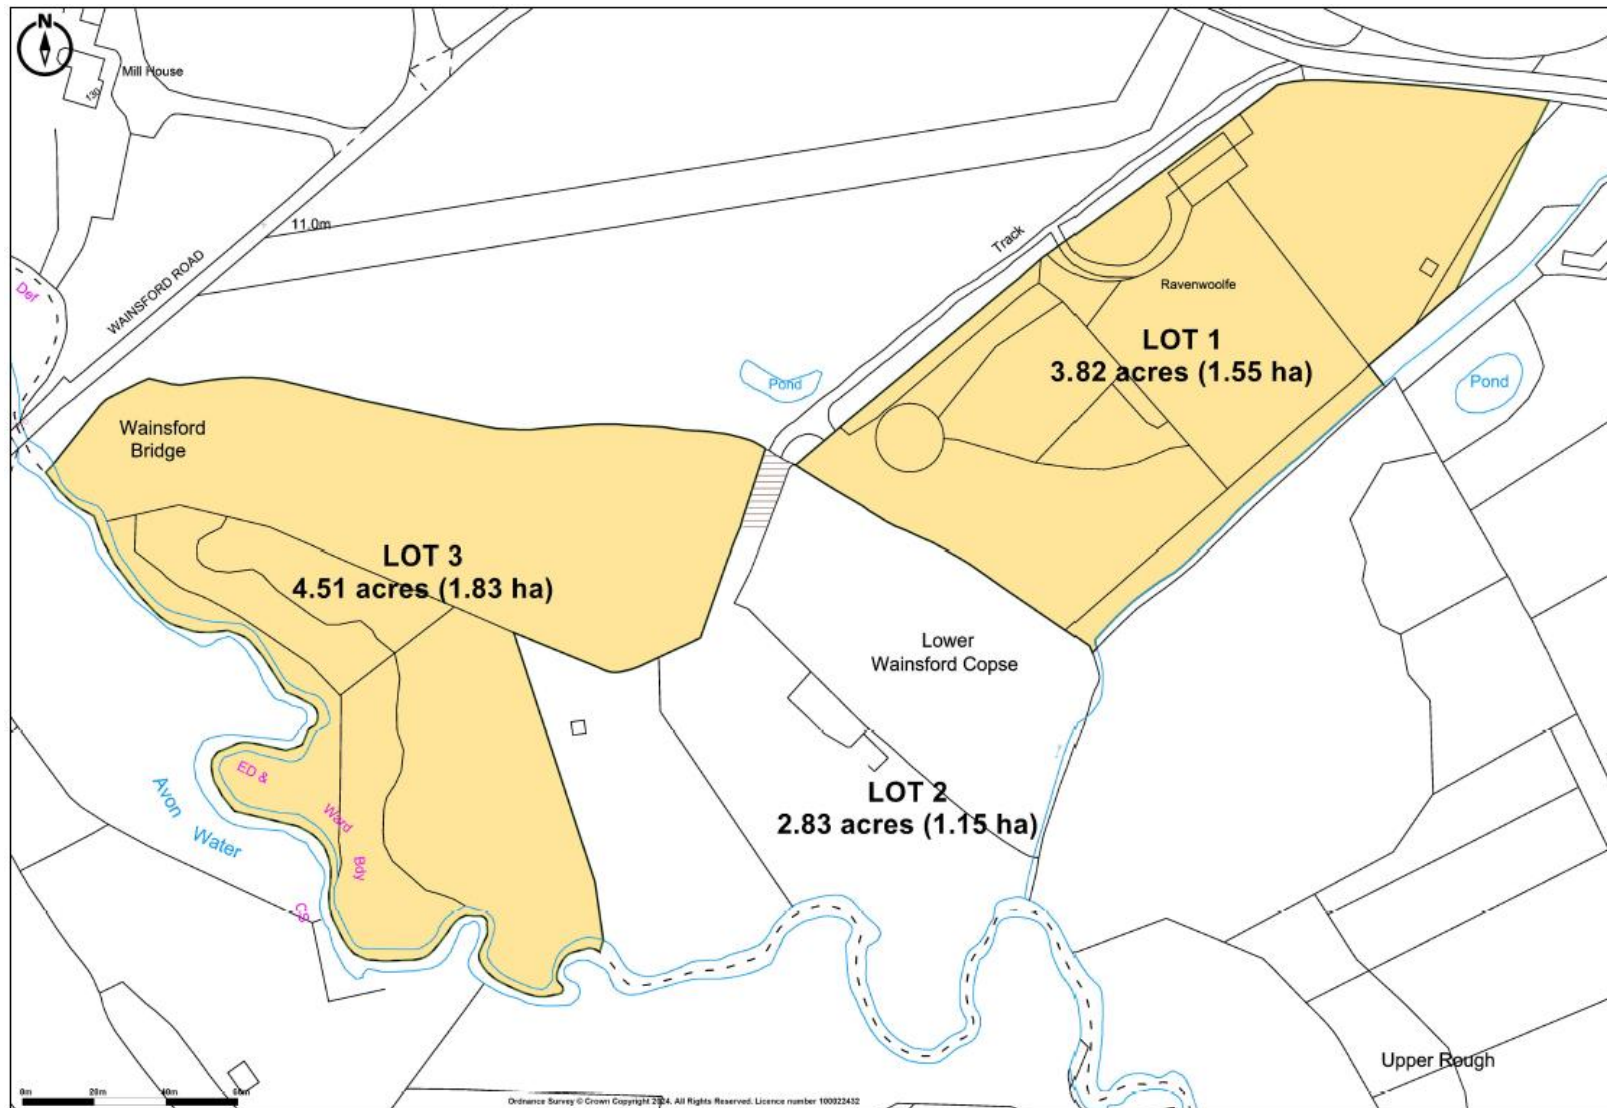 N
Mill House
130
11.0m
WAINSFORD ROAD
Def
Track
Ravenwoolfe
LOT 1
3.82 acres (1.55 ha)
Pond
Pond
Wainsford
Bridge
LOT 3
4.51 acres (1.83 ha)
Lower
Wainsford Copse
LOT 2
2.83 acres (1.15 ha)
ED &
Ward
Bdy
CS
Avon
Water
Upper Rough
0m 20m 40m 60m
Ordnance Survey © Crown Copyright 2024. All Rights Reserved. Licence number 100022432